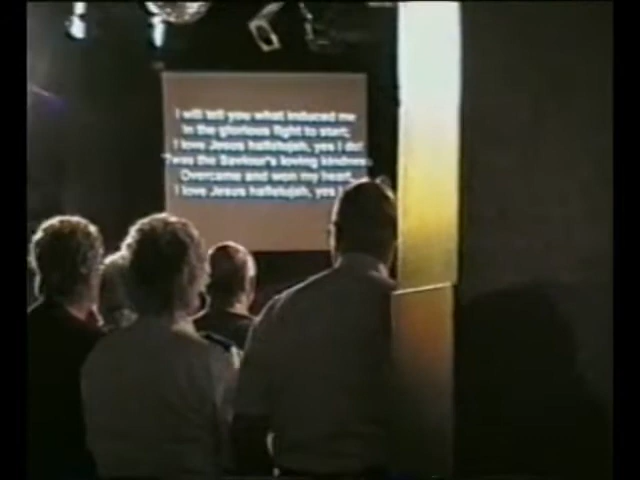 I will tell you what induced me
In the glorious fight to start;
I love Jesus hallelujah, yes I do!
'Twas the Saviour's loving kindness
Overcame and won my heart,
I love Jesus hallelujah, yes I